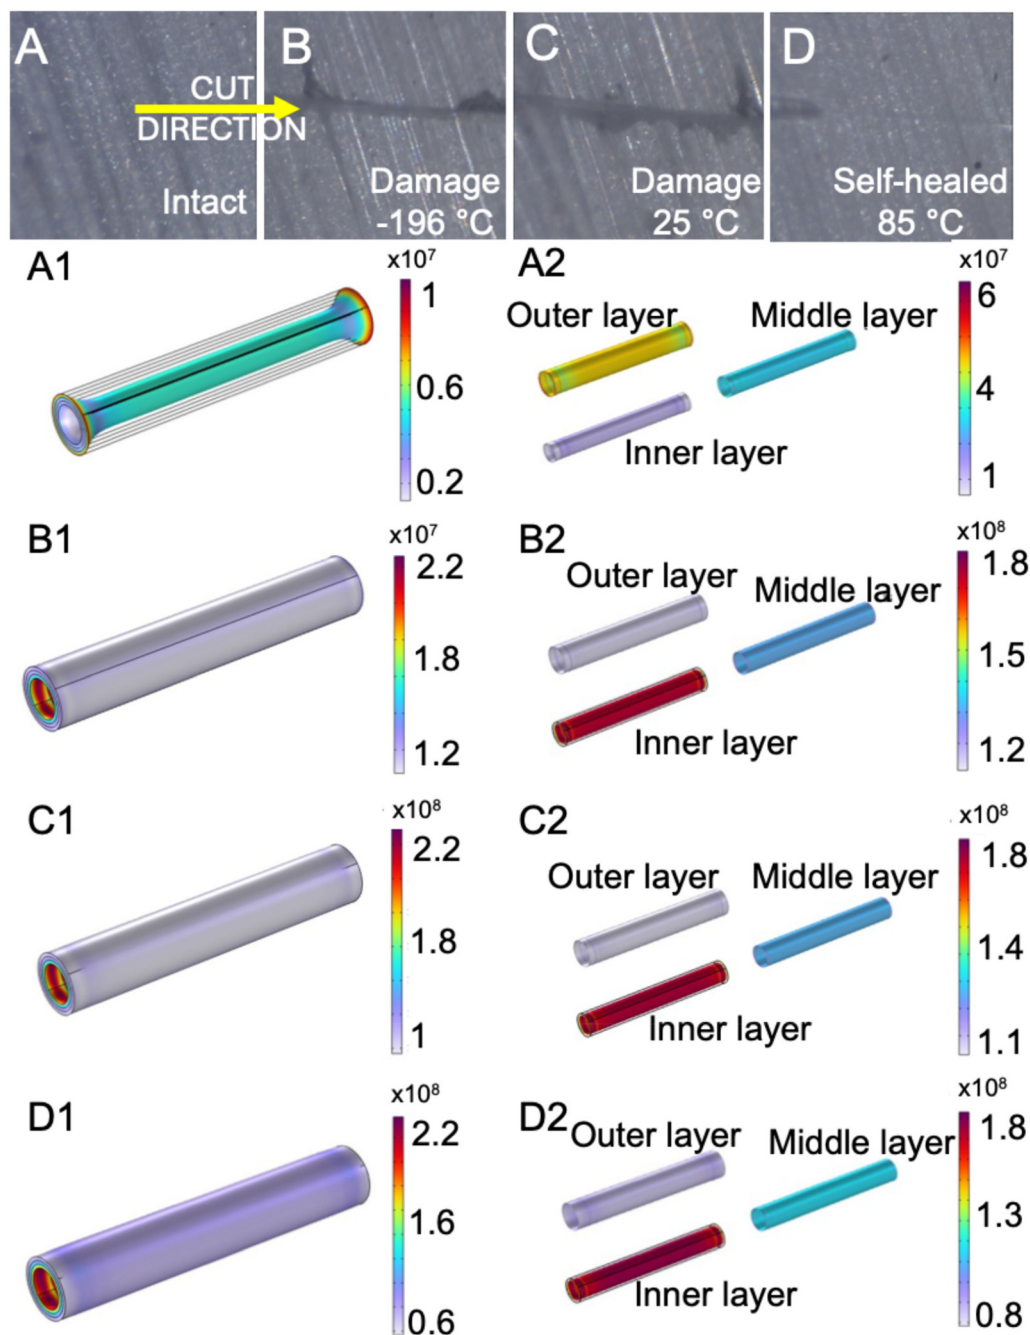 A
B
C
D
CUT
DIRECTION
Intact
Damage
-196 °C
Damage
25 °C
Self-healed
85 °C
A1
x10⁷
1
0.6
0.2
A2
x10⁷
Outer layer
Middle layer
Inner layer
6
4
1
B1
x10⁷
2.2
1.8
1.2
B2
x10⁸
Outer layer
Middle layer
Inner layer
1.8
1.5
1.2
C1
x10⁸
2.2
1.8
1
C2
x10⁸
Outer layer
Middle layer
Inner layer
1.8
1.4
1.1
D1
x10⁸
2.2
1.6
0.6
D2
x10⁸
Outer layer
Middle layer
Inner layer
1.8
1.3
0.8